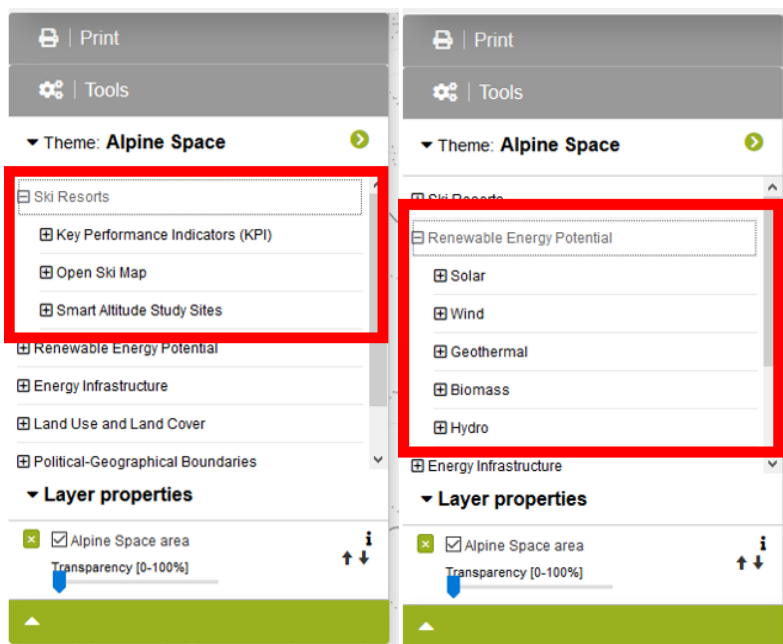 Print
Tools
Theme: Alpine Space
Ski Resorts
Key Performance Indicators (KPI)
Open Ski Map
Smart Altitude Study Sites
Renewable Energy Potential
Energy Infrastructure
Land Use and Land Cover
Political-Geographical Boundaries
Layer properties
Alpine Space area
Transparency [0-100%]
Print
Tools
Theme: Alpine Space
Ski Resorts
Renewable Energy Potential
Solar
Wind
Geothermal
Biomass
Hydro
Energy Infrastructure
Layer properties
Alpine Space area
Transparency [0-100%]